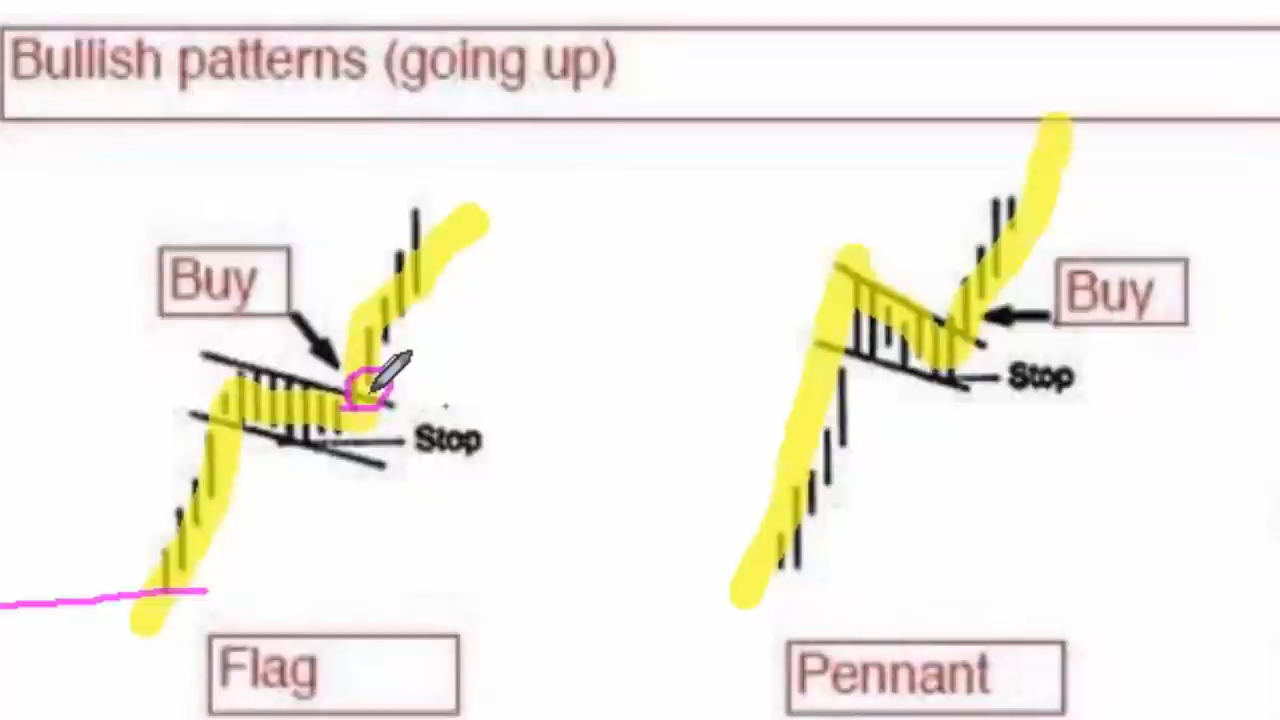 Bullish patterns (going up)
Buy
Stop
Flag
Buy
Stop
Pennant